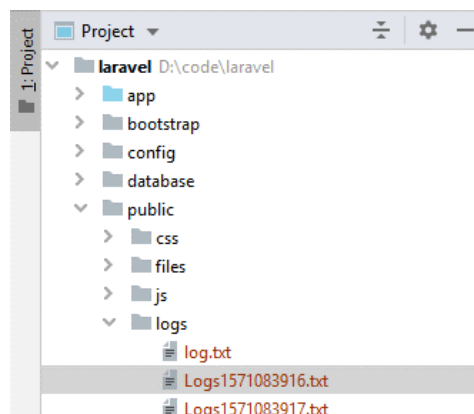 1: Project
Project
laravel D:\code\laravel
app
bootstrap
config
database
public
css
files
js
logs
log.txt
Logs1571083916.txt
Logs1571083917.txt